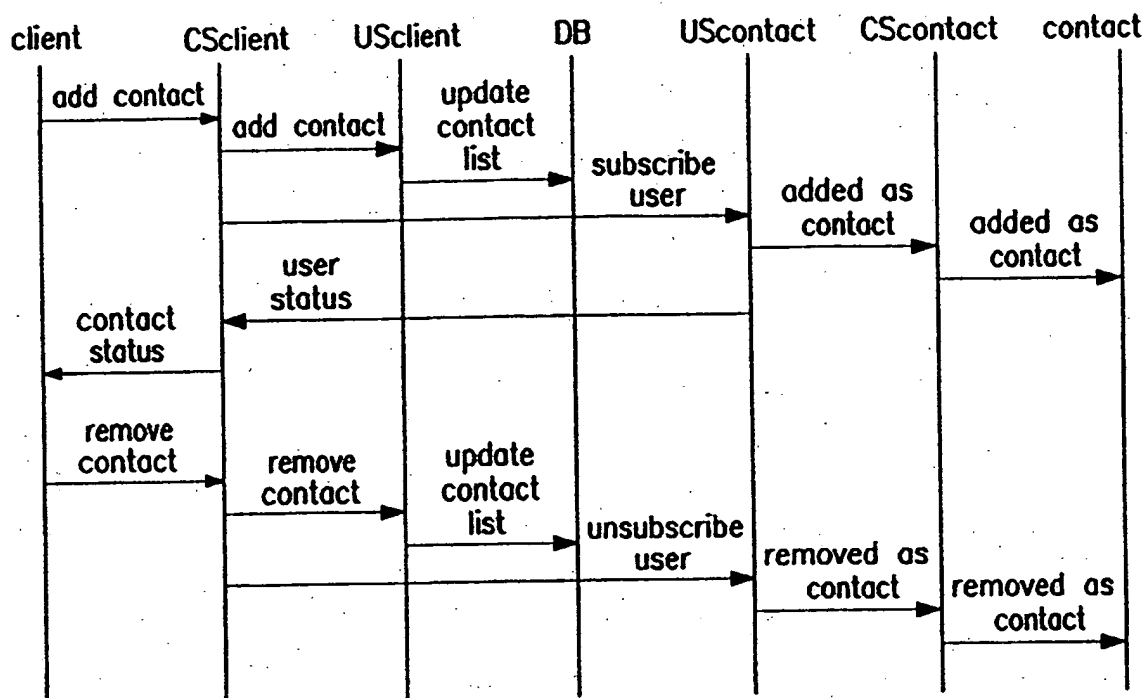 client CSclient USclient DB UScontact CScontact contact
add contact
add contact
update
contact
list
subscribe
user
added as
contact
added as
contact
user
status
contact
status
remove
contact
remove
contact
update
contact
list
unsubscribe
user
removed as
contact
removed as
contact